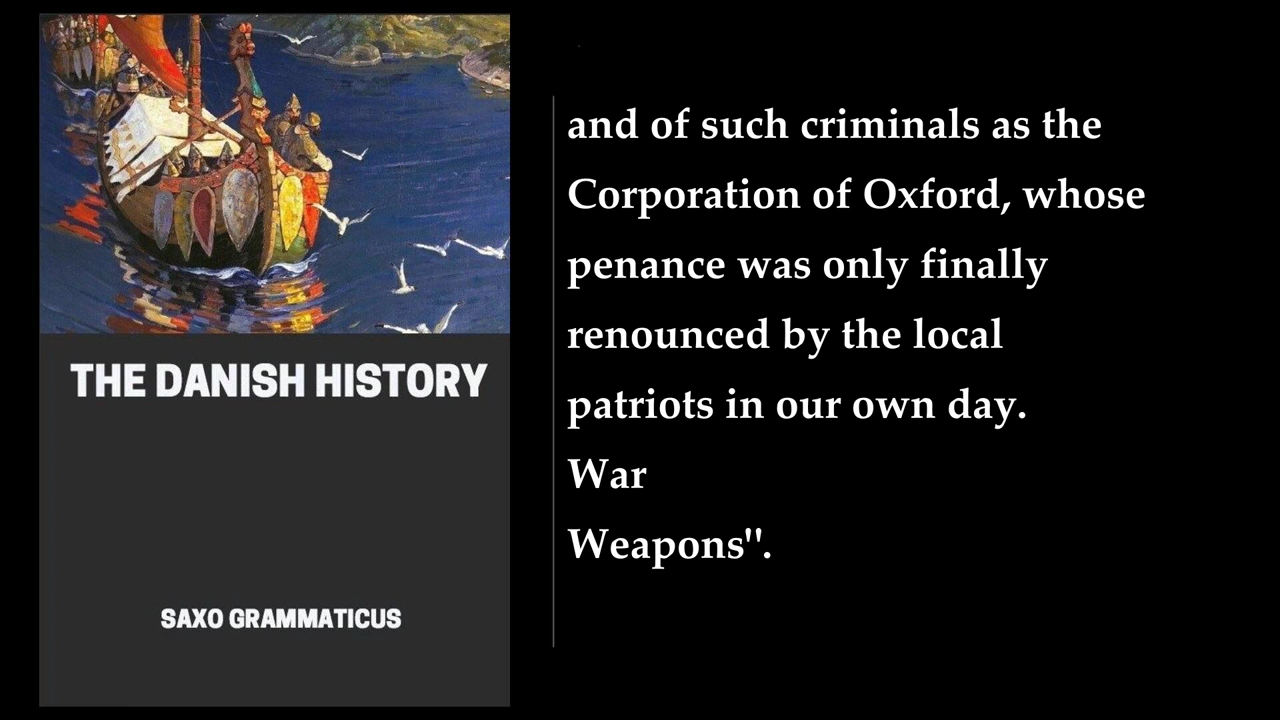 THE DANISH HISTORY
SAXO GRAMMATICUS
and of such criminals as the
Corporation of Oxford, whose
penance was only finally
renounced by the local
patriots in our own day.
War
Weapons".